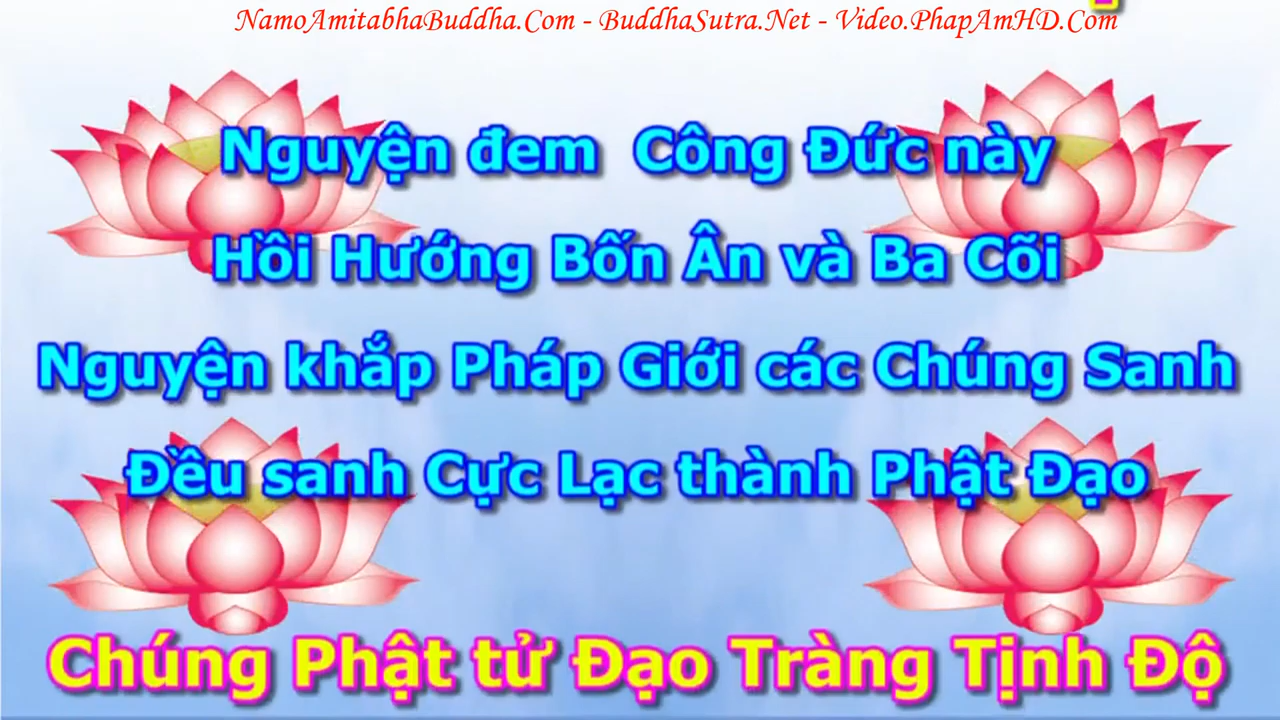 NamoAmitabhaBuddha.Com - BuddhaSutra.Net - Video.PhapAmHD.Com
Nguyện đem Công Đức này
Hồi Hướng Bốn Ân và Ba Cõi
Nguyện khắp Pháp Giới các Chúng Sanh
Đều sanh Cực Lạc thành Phật Đạo
Chúng Phật tử Đạo Tràng Tịnh Độ